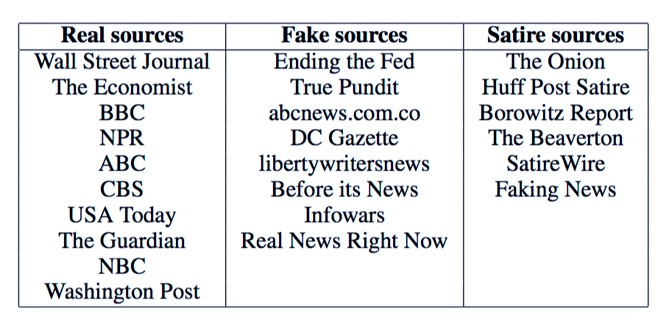 Real sources Fake sources Satire sources
Wall Street Journal Ending the Fed The Onion
The Economist True Pundit Huff Post Satire
BBC abcnews.com.co Borowitz Report
NPR DC Gazette The Beaverton
ABC libertywritersnews SatireWire
CBS Before its News Faking News
USA Today Infowars
The Guardian Real News Right Now
NBC
Washington Post